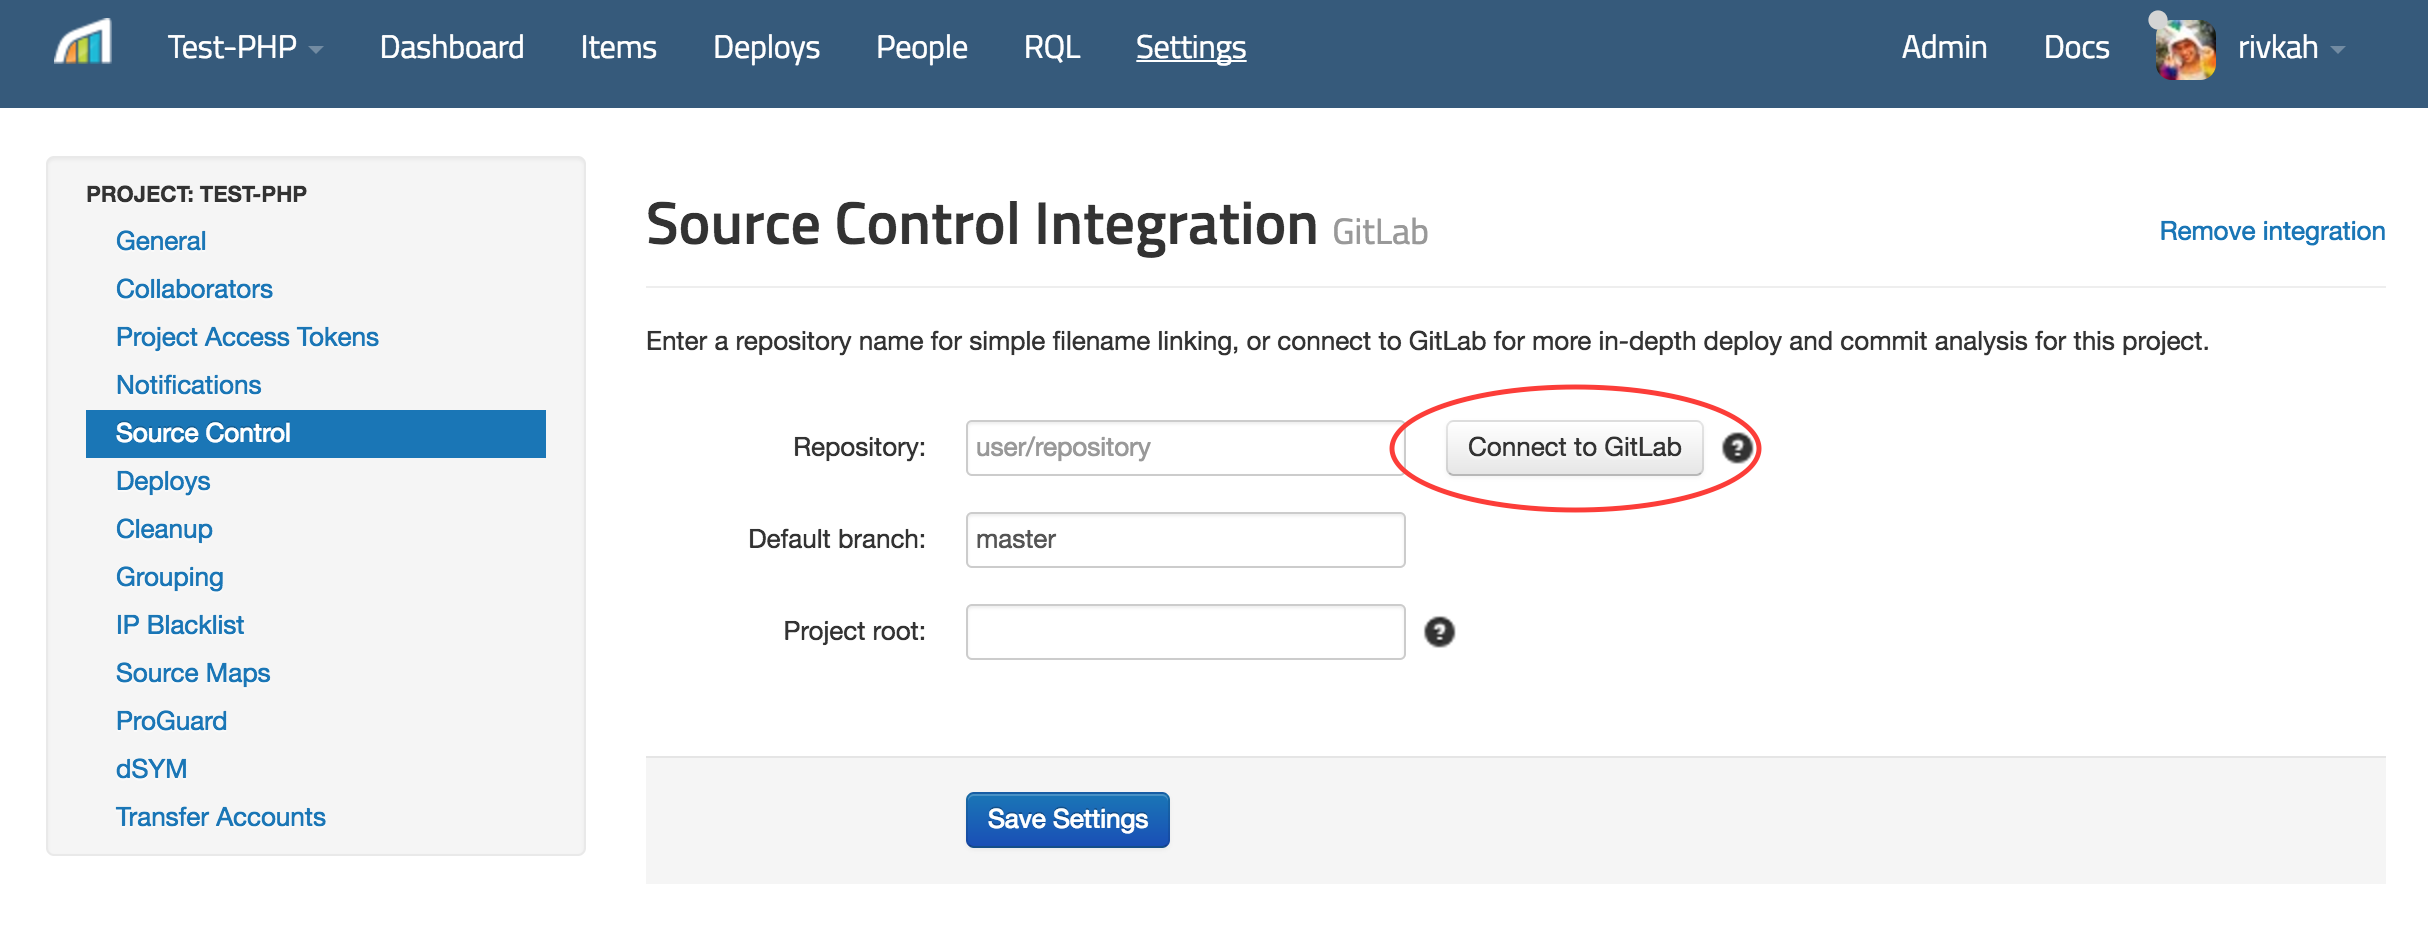 Test-PHP Dashboard Items Deploys People RQL Settings Admin Docs rivkah
PROJECT: TEST-PHP
General
Collaborators
Project Access Tokens
Notifications
Source Control
Deploys
Cleanup
Grouping
IP Blacklist
Source Maps
ProGuard
dSYM
Transfer Accounts
Source Control Integration GitLab
Remove integration
Enter a repository name for simple filename linking, or connect to GitLab for more in-depth deploy and commit analysis for this project.
Repository: user/repository Connect to GitLab ?
Default branch: master
Project root: ?
Save Settings